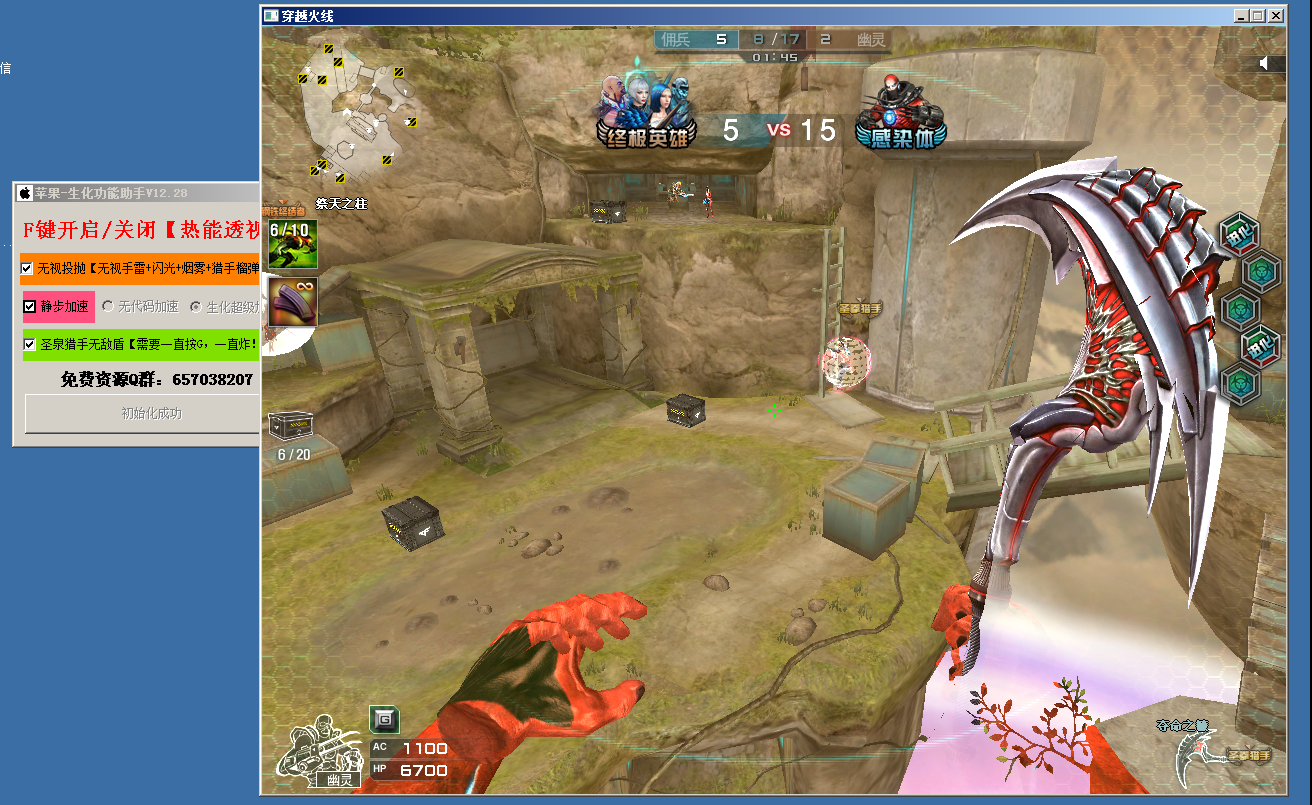 穿越火线
信
佣兵 5 8/17 2 幽灵
01:45
终极英雄 5 VS 15 感染体
苹果-生化功能助手V12.28
祭天之柱
F键开启/关闭【热能透视
6/10
无视投抛【无视手雷+闪光+烟雾+猎手榴弹
静步加速 无代码加速 生化超级加
圣泉猎手无敌盾【需要一直按G，一直炸！
免费资源Q群：657038207
初始化成功
6/20
进化
进化
圣泉猎手
G
AC 1100
HP 6700
幽灵
夺命之镰
圣泉猎手